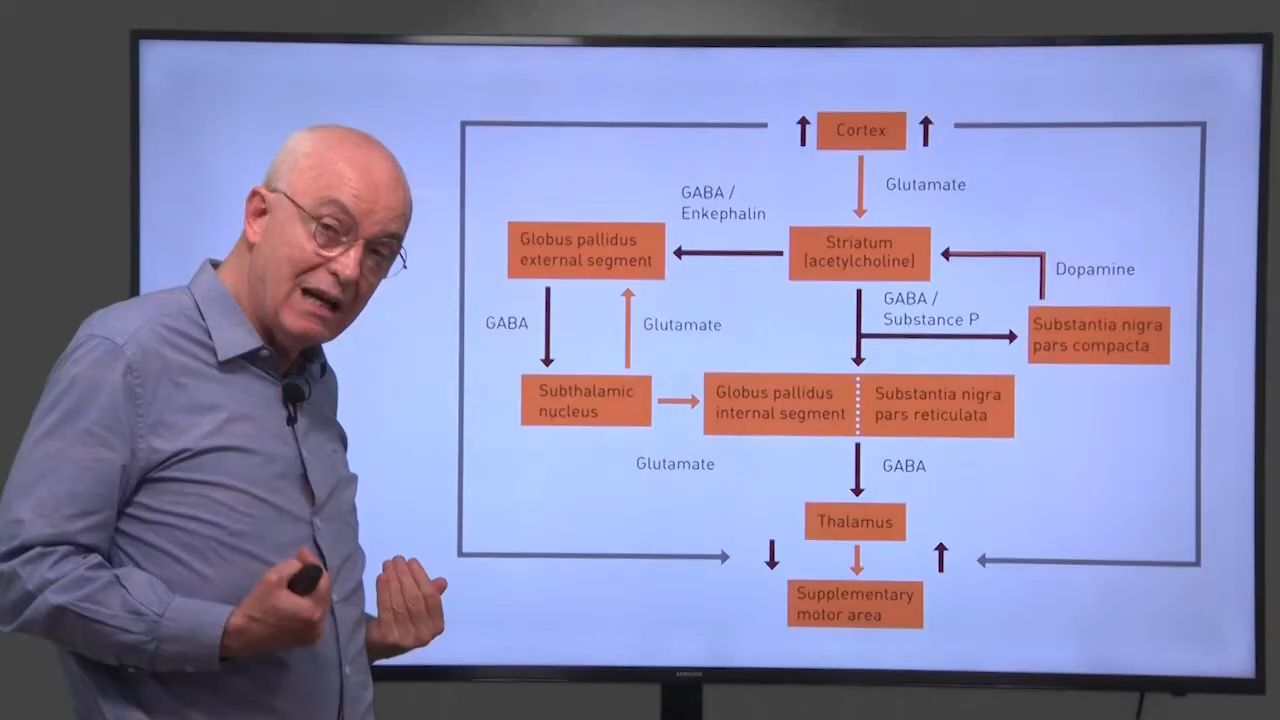 Cortex
Glutamate
GABA /
Enkephalin
Globus pallidus
external segment
Striatum
(acetylcholine)
Dopamine
GABA /
Substance P
GABA
Glutamate
Substantia nigra
pars compacta
Subthalamic
nucleus
Globus pallidus
internal segment
Substantia nigra
pars reticulata
Glutamate
GABA
Thalamus
Supplementary
motor area
SAMSUNG